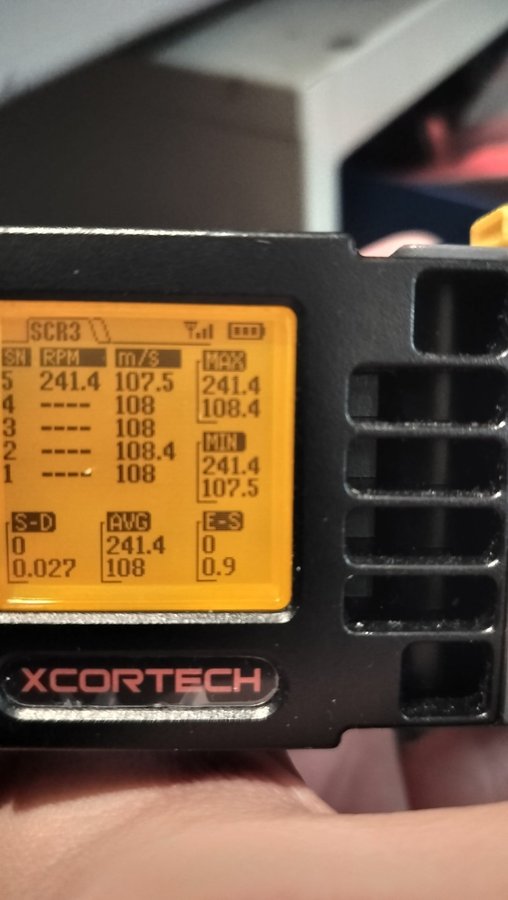 SCR3
SN RPM m/s MAX
5 241.4 107.5 241.4
4 ---- 108 108.4
3 ---- 108 MIN
2 ---- 108.4 241.4
1 ---- 108 107.5
S-D AVG E-S
0 241.4 0
0.027 108 0.9
XCORTECH